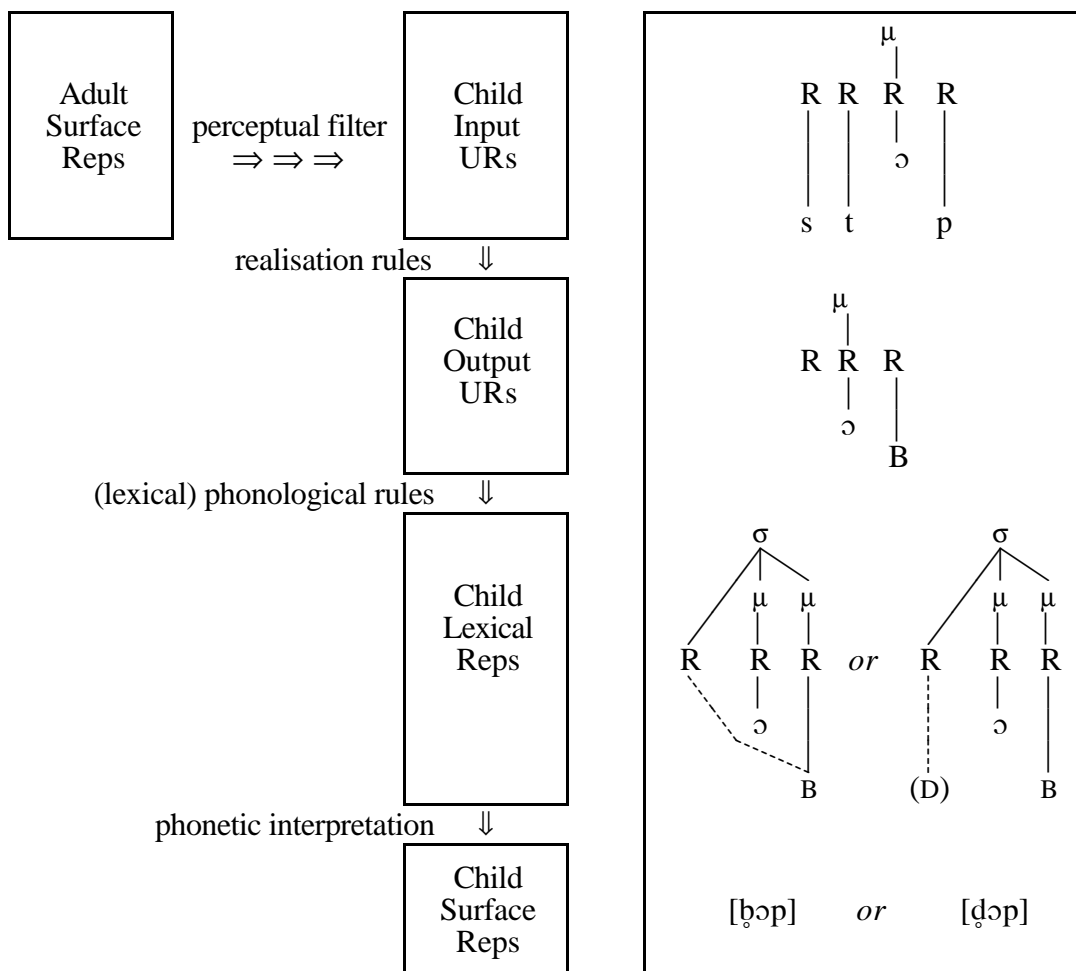 Adult
Surface
Reps
perceptual filter
⇒ ⇒ ⇒
Child
Input
URs
μ
R R R R
ɔ
s t p
realisation rules ⇓
Child
Output
URs
μ
R R R
ɔ
B
(lexical) phonological rules ⇓
Child
Lexical
Reps
σ σ
μ μ μ μ
R R R or R R R
ɔ ɔ
B (D) B
phonetic interpretation ⇓
Child
Surface
Reps
[b̥ɔp] or [d̥ɔp]